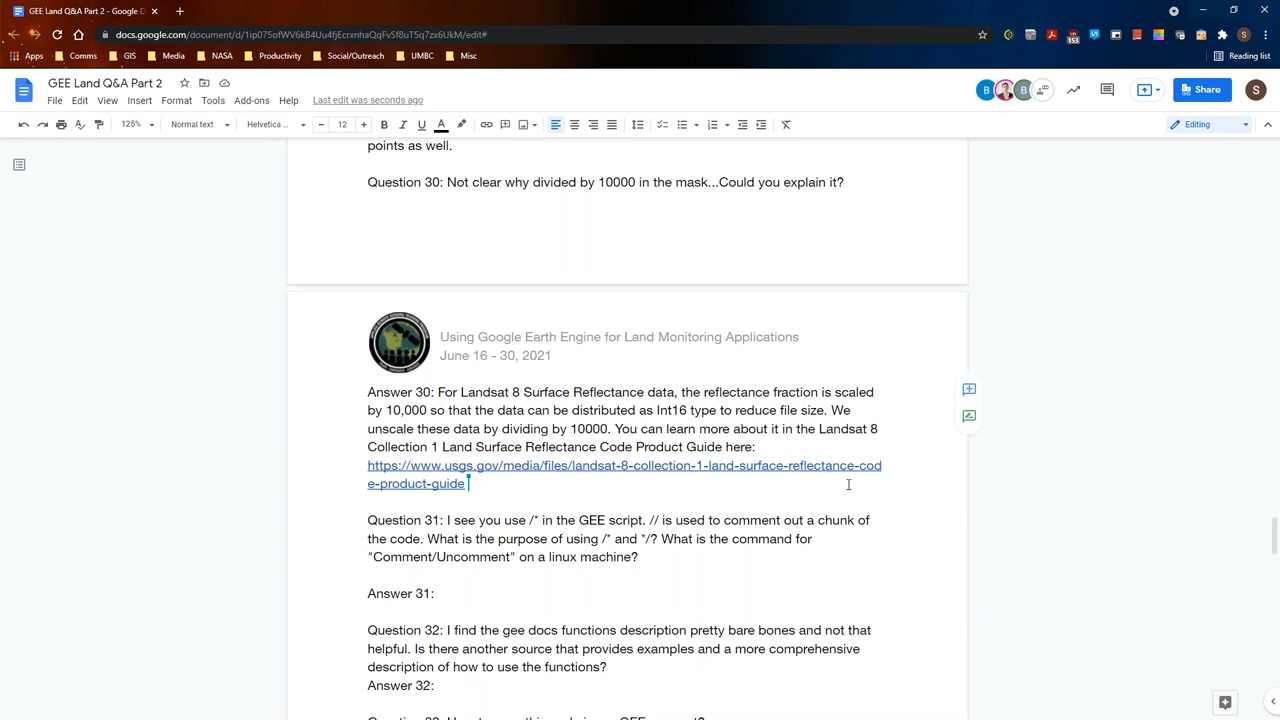 GEE Land Q&A Part 2 - Google D
docs.google.com/document/d/1ip075ofWV6kB4Uu4fjEcrxnhaQqFvSf8uT5q7zx6UkM/edit#
Apps Comms GIS Media NASA Productivity Social/Outreach UMBC Misc Reading list
GEE Land Q&A Part 2
File Edit View Insert Format Tools Add-ons Help Last edit was seconds ago
B B Share S
125% Normal text Helvetica ... 12 B I U A Editing
points as well.
Question 30: Not clear why divided by 10000 in the mask...Could you explain it?
Using Google Earth Engine for Land Monitoring Applications
June 16 - 30, 2021
Answer 30: For Landsat 8 Surface Reflectance data, the reflectance fraction is scaled
by 10,000 so that the data can be distributed as Int16 type to reduce file size. We
unscale these data by dividing by 10000. You can learn more about it in the Landsat 8
Collection 1 Land Surface Reflectance Code Product Guide here:
https://www.usgs.gov/media/files/landsat-8-collection-1-land-surface-reflectance-cod
e-product-guide
Question 31: I see you use /* in the GEE script. // is used to comment out a chunk of
the code. What is the purpose of using /* and */? What is the command for
"Comment/Uncomment" on a linux machine?
Answer 31:
Question 32: I find the gee docs functions description pretty bare bones and not that
helpful. Is there another source that provides examples and a more comprehensive
description of how to use the functions?
Answer 32: